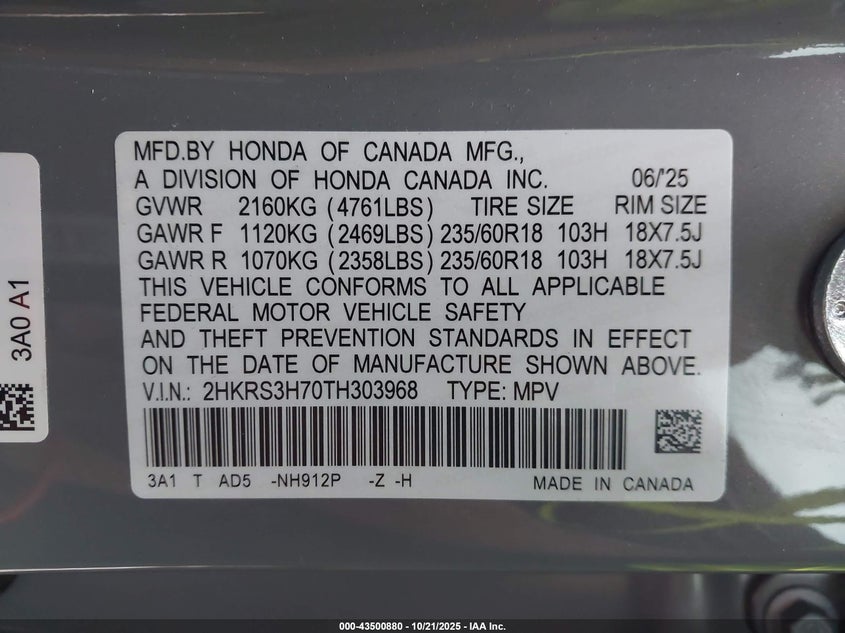 MFD.BY HONDA OF CANADA MFG.,
A DIVISION OF HONDA CANADA INC. 06/'25
GVWR 2160KG (4761LBS) TIRE SIZE RIM SIZE
GAWR F 1120KG (2469LBS) 235/60R18 103H 18X7.5J
GAWR R 1070KG (2358LBS) 235/60R18 103H 18X7.5J
THIS VEHICLE CONFORMS TO ALL APPLICABLE
FEDERAL MOTOR VEHICLE SAFETY
AND THEFT PREVENTION STANDARDS IN EFFECT
ON THE DATE OF MANUFACTURE SHOWN ABOVE.
V.I.N.: 2HKRS3H70TH303968 TYPE: MPV
3A1 T AD5 -NH912P -Z -H MADE IN CANADA
3A0 A1
000-43500880 - 10/21/2025 - IAA Inc.